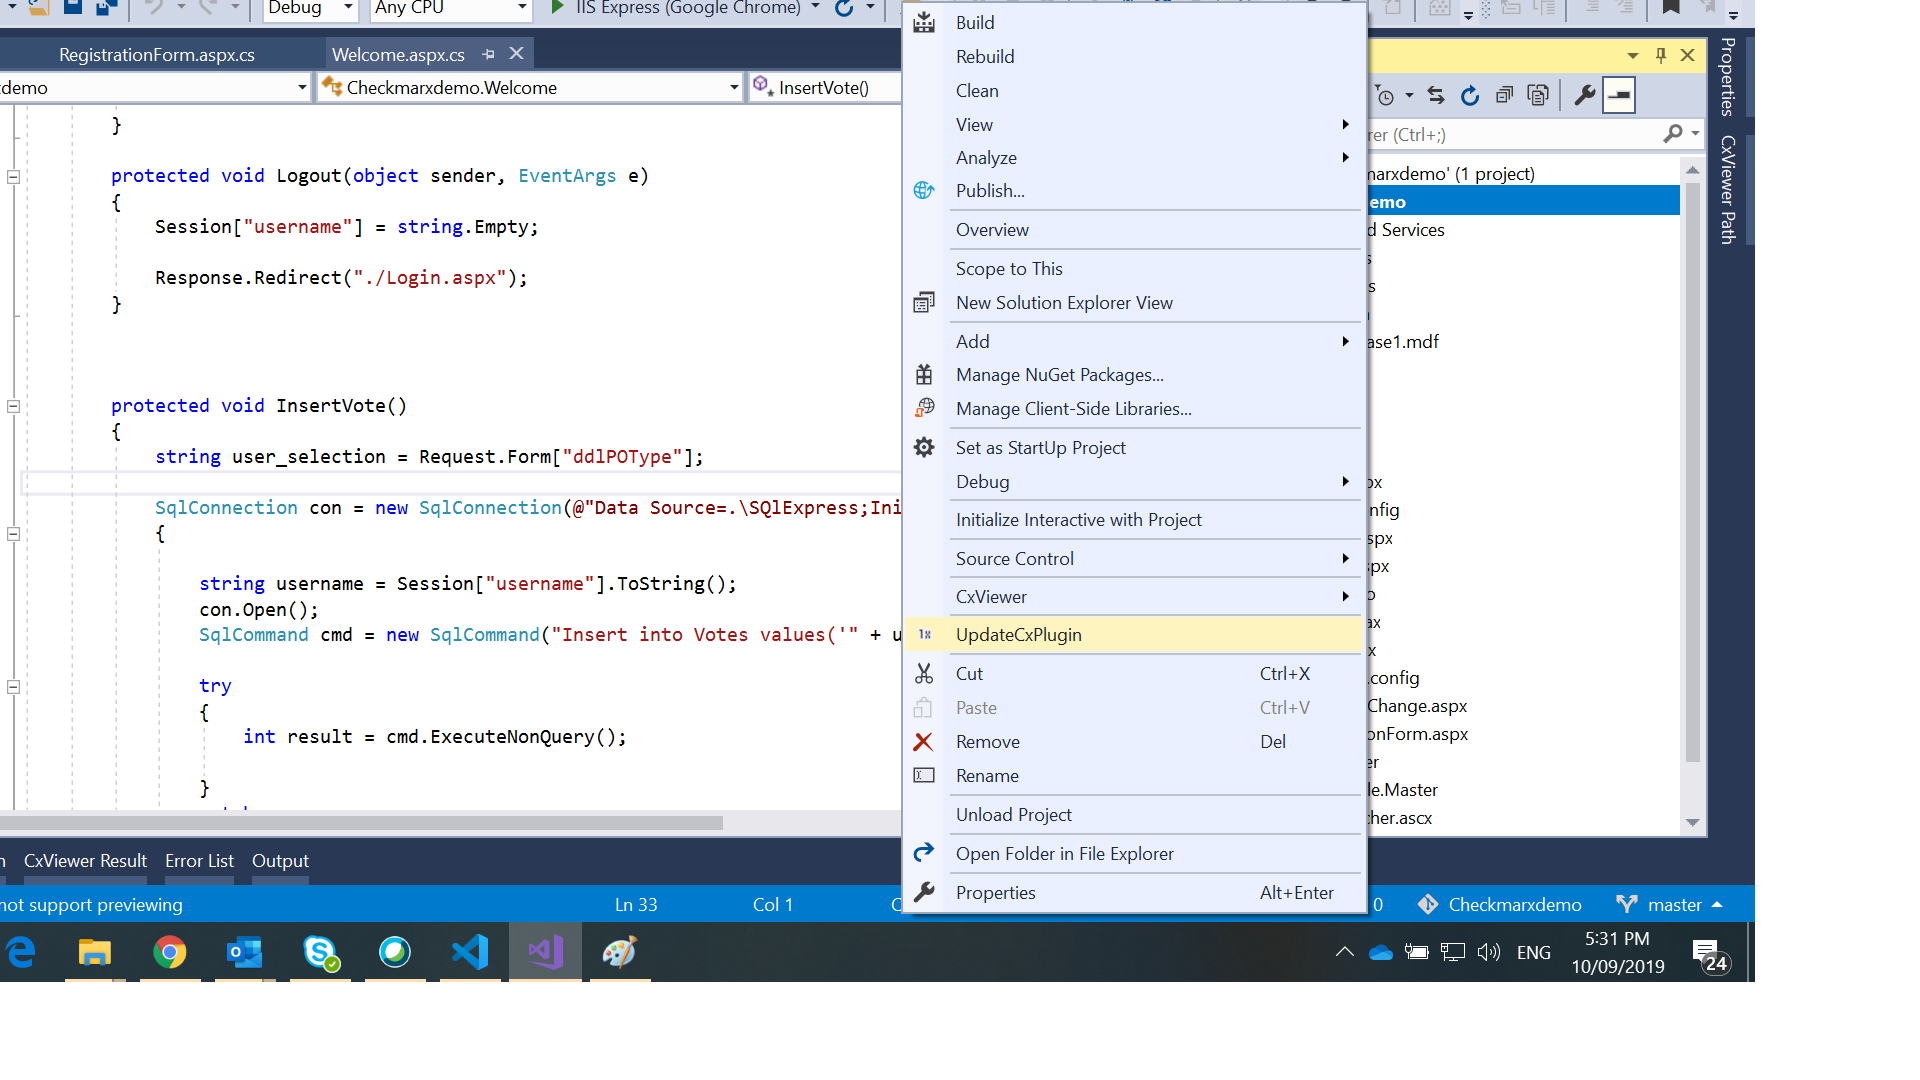 Debug
Any CPU
IIS Express (Google Chrome)
RegistrationForm.aspx.cs
Welcome.aspx.cs
demo
Checkmarxdemo.Welcome
InsertVote()
}
protected void Logout(object sender, EventArgs e)
{
Session["username"] = string.Empty;
Response.Redirect("./Login.aspx");
}
protected void InsertVote()
{
string user_selection = Request.Form["ddlPOType"];
SqlConnection con = new SqlConnection(@"Data Source=.\SQlExpress;Ini
{
string username = Session["username"].ToString();
con.Open();
SqlCommand cmd = new SqlCommand("Insert into Votes values('" + u
try
{
int result = cmd.ExecuteNonQuery();
}
CxViewer Result
Error List
Output
not support previewing
Ln 33
Col 1
Build
Rebuild
Clean
View
Analyze
Publish...
Overview
Scope to This
New Solution Explorer View
Add
Manage NuGet Packages...
Manage Client-Side Libraries...
Set as StartUp Project
Debug
Initialize Interactive with Project
Source Control
CxViewer
UpdateCxPlugin
Cut Ctrl+X
Paste Ctrl+V
Remove Del
Rename
Unload Project
Open Folder in File Explorer
Properties Alt+Enter
rer (Ctrl+;)
marxdemo' (1 project)
emo
d Services
s
s
ase1.mdf
px
nfig
spx
px
o
ax
x
.config
Change.aspx
onForm.aspx
er
le.Master
cher.ascx
Properties
CxViewer Path
0
Checkmarxdemo
master
ENG
5:31 PM
10/09/2019
24